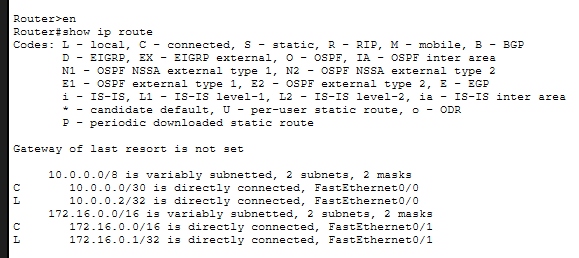 Router>en
Router#show ip route
Codes: L - local, C - connected, S - static, R - RIP, M - mobile, B - BGP
D - EIGRP, EX - EIGRP external, O - OSPF, IA - OSPF inter area
N1 - OSPF NSSA external type 1, N2 - OSPF NSSA external type 2
E1 - OSPF external type 1, E2 - OSPF external type 2, E - EGP
i - IS-IS, L1 - IS-IS level-1, L2 - IS-IS level-2, ia - IS-IS inter area
* - candidate default, U - per-user static route, o - ODR
P - periodic downloaded static route
Gateway of last resort is not set
10.0.0.0/8 is variably subnetted, 2 subnets, 2 masks
C 10.0.0.0/30 is directly connected, FastEthernet0/0
L 10.0.0.2/32 is directly connected, FastEthernet0/0
172.16.0.0/16 is variably subnetted, 2 subnets, 2 masks
C 172.16.0.0/16 is directly connected, FastEthernet0/1
L 172.16.0.1/32 is directly connected, FastEthernet0/1